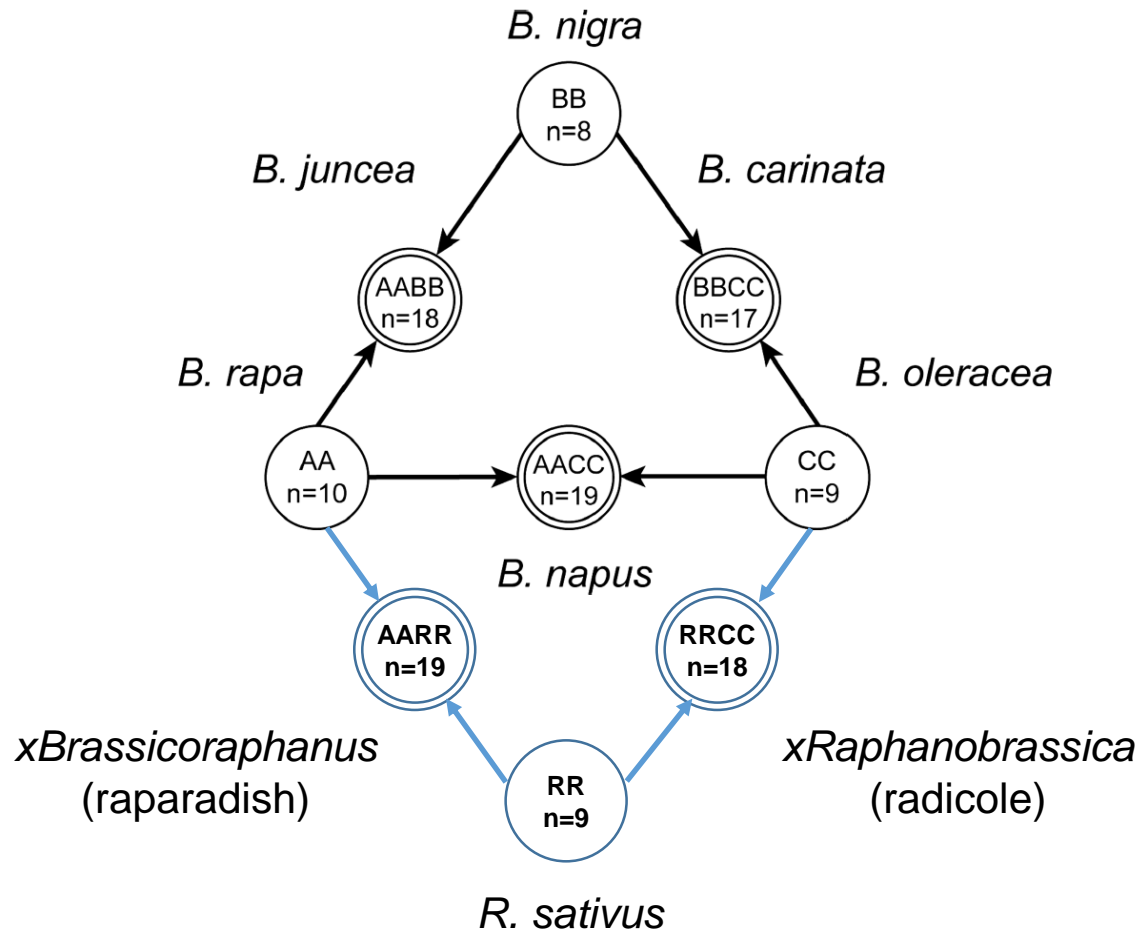 B. nigra
BB
n=8
B. juncea
B. carinata
AABB
n=18
BBCC
n=17
B. rapa
B. oleracea
AA
n=10
AACC
n=19
CC
n=9
B. napus
AARR
n=19
RRCC
n=18
xBrassicoraphanus
(raparadish)
xRaphanobrassica
(radicole)
RR
n=9
R. sativus